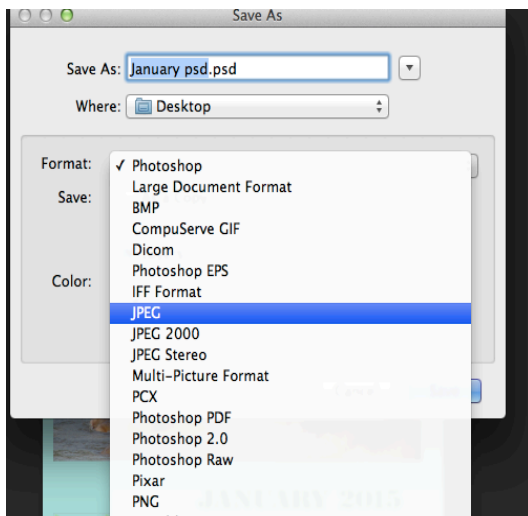 Save As
Save As: January psd.psd
Where: Desktop
Format: ✓ Photoshop
Large Document Format
Save:
BMP
CompuServe GIF
Dicom
Photoshop EPS
Color:
IFF Format
JPEG
JPEG 2000
JPEG Stereo
Multi-Picture Format
PCX
Photoshop PDF
Photoshop 2.0
Photoshop Raw
Pixar
PNG
JANUARY 2015